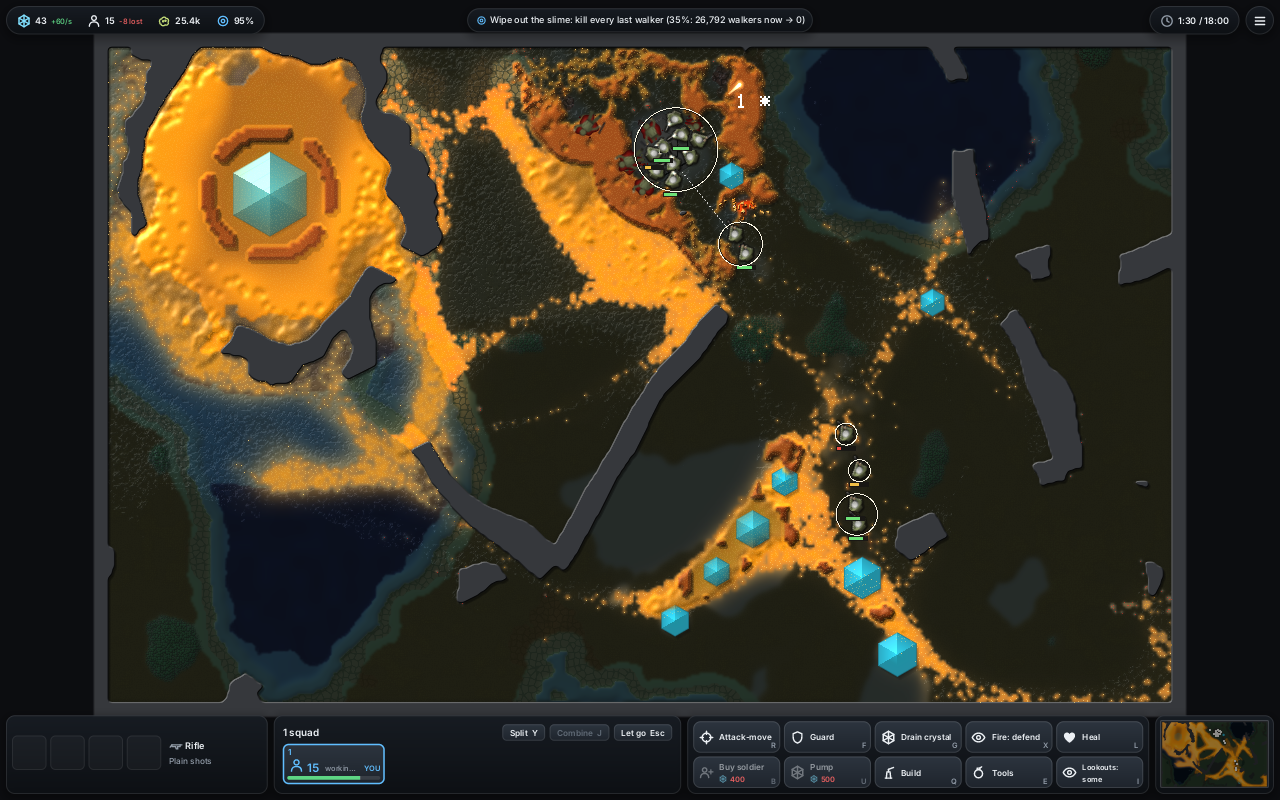 43 +60/s 15 -8 lost 25.4k 95%
Wipe out the slime: kill every last walker (35%: 26,792 walkers now → 0)
1:30 / 18:00
1
Rifle
Plain shots
1 squad
Split Y
Combine J
Let go Esc
1
15 workin... YOU
Attack-move R
Guard F
Drain crystal G
Fire: defend X
Heal L
Buy soldier 400 B
Pump 500 U
Build Q
Tools E
Lookouts: some I